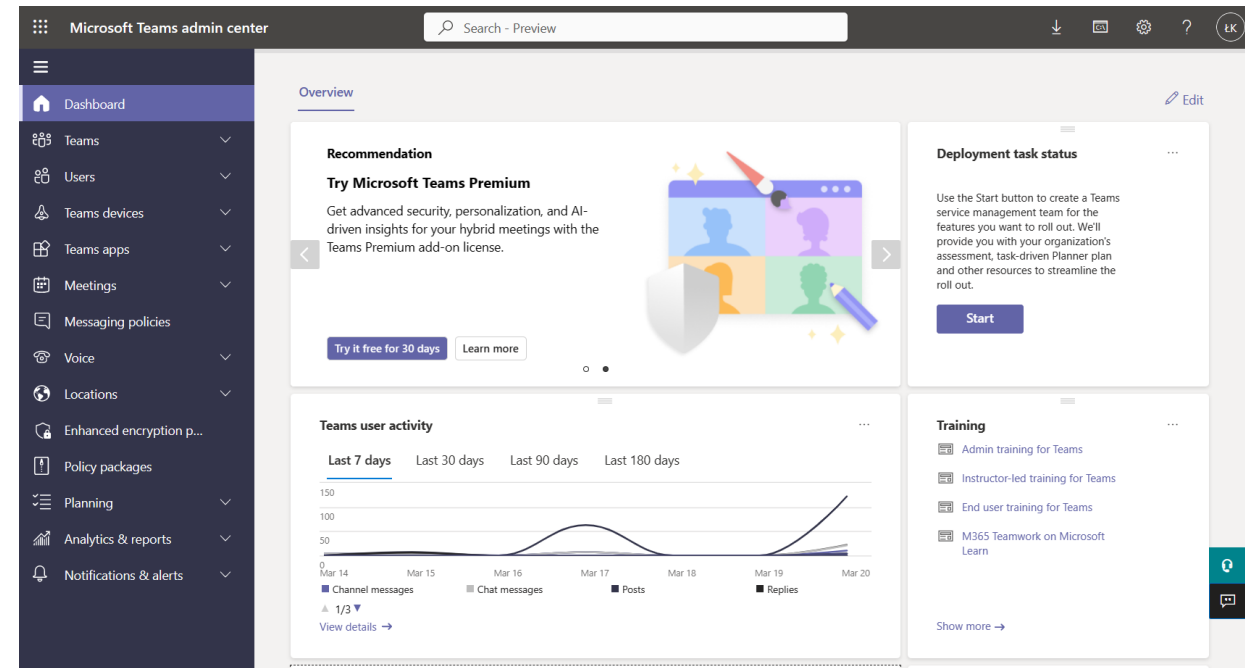 Microsoft Teams admin center
Search - Preview
C:\
?
ŁK
Dashboard
Teams
Users
Teams devices
Teams apps
Meetings
Messaging policies
Voice
Locations
Enhanced encryption p...
Policy packages
Planning
Analytics & reports
Notifications & alerts
Overview
Edit
Recommendation
Try Microsoft Teams Premium
Get advanced security, personalization, and AI-
driven insights for your hybrid meetings with the
Teams Premium add-on license.
Try it free for 30 days
Learn more
Deployment task status
...
Use the Start button to create a Teams
service management team for the
features you want to roll out. We'll
provide you with your organization's
assessment, task-driven Planner plan
and other resources to streamline the
roll out.
Start
Teams user activity
...
Last 7 days Last 30 days Last 90 days Last 180 days
150
100
50
0
Mar 14 Mar 15 Mar 16 Mar 17 Mar 18 Mar 19 Mar 20
Channel messages Chat messages Posts Replies
1/3
View details →
Training
...
Admin training for Teams
Instructor-led training for Teams
End user training for Teams
M365 Teamwork on Microsoft
Learn
Show more →